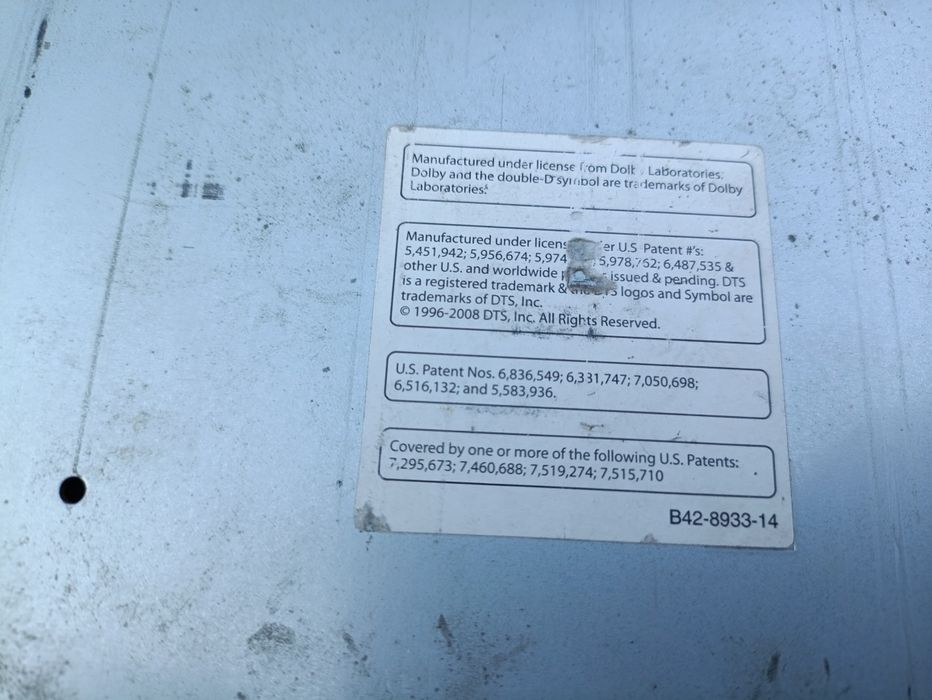 Manufactured under license from Laboratories.
Dolby and the double-D symbol are trademarks of Dolby
Laboratories.
Manufactured under U.S. Patent #'s:
5,451,942; 5,956,674; 5,978,762; 6,487,535 &
other U.S. and worldwide issued & pending. DTS
is a registered trademark & DTS logos and Symbol are
trademarks of DTS, Inc.
© 1996-2008 DTS, Inc. All Rights Reserved.
U.S. Patent Nos. 6,836,549; 6,331,747; 7,050,698;
6,516,132; and 5,583,936.
Covered by one or more of the following U.S. Patents:
7,295,673; 7,460,688; 7,519,274; 7,515,710
B42-8933-14